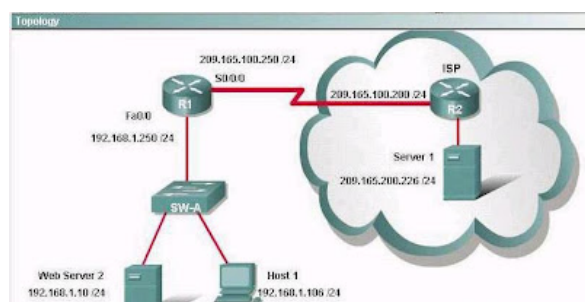 Topology
209.165.100.250 /24
S0/0/0
ISP
R1
209.165.100.200 /24
R2
Fa0/0
192.168.1.250 /24
Server 1
209.165.200.226 /24
SW-A
Web Server 2
Host 1
192.168.1.10 /24
192.168.1.106 /24